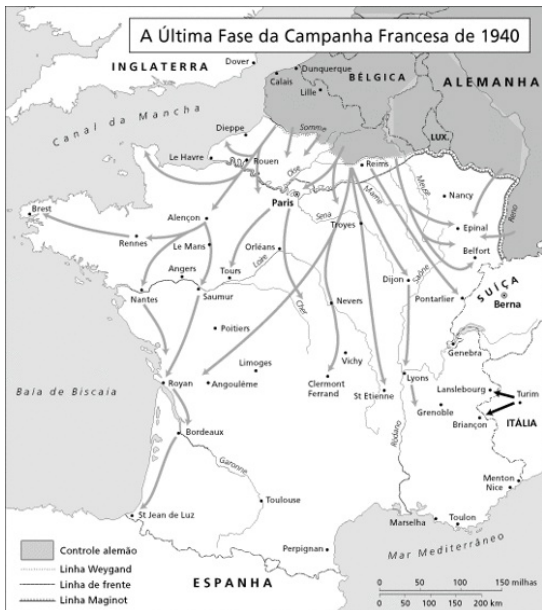 A Última Fase da Campanha Francesa de 1940
INGLATERRA
Dover
Dunquerque
Calais
Lille
BÉLGICA
ALEMANHA
Canal da Mancha
Dieppe
Somme
LUX.
Le Havre
Rouen
Oise
Reims
Paris
Marne
Meuse
Nancy
Reno
Brest
Alençon
Sena
Troyes
Epinal
Rennes
Le Mans
Orléans
Belfort
Angers
Tours
Loire
Dijon
Saône
SUÍÇA
Nantes
Saumur
Cher
Nevers
Pontarlier
Berna
Poitiers
Vichy
Genebra
Baía de Biscaia
Royan
Limoges
Angoulême
Clermont
Ferrand
St Etienne
Lyons
Lanslebourg
Turim
Grenoble
Briançon
ITÁLIA
Bordeaux
Ródano
Garonne
Menton
Nice
St Jean de Luz
Toulouse
Marselha
Toulon
Perpignan
Mar Mediterrâneo
ESPANHA
Controle alemão
Linha Weygand
Linha de frente
Linha Maginot
0 50 100 150 milhas
0 50 100 150 200 km